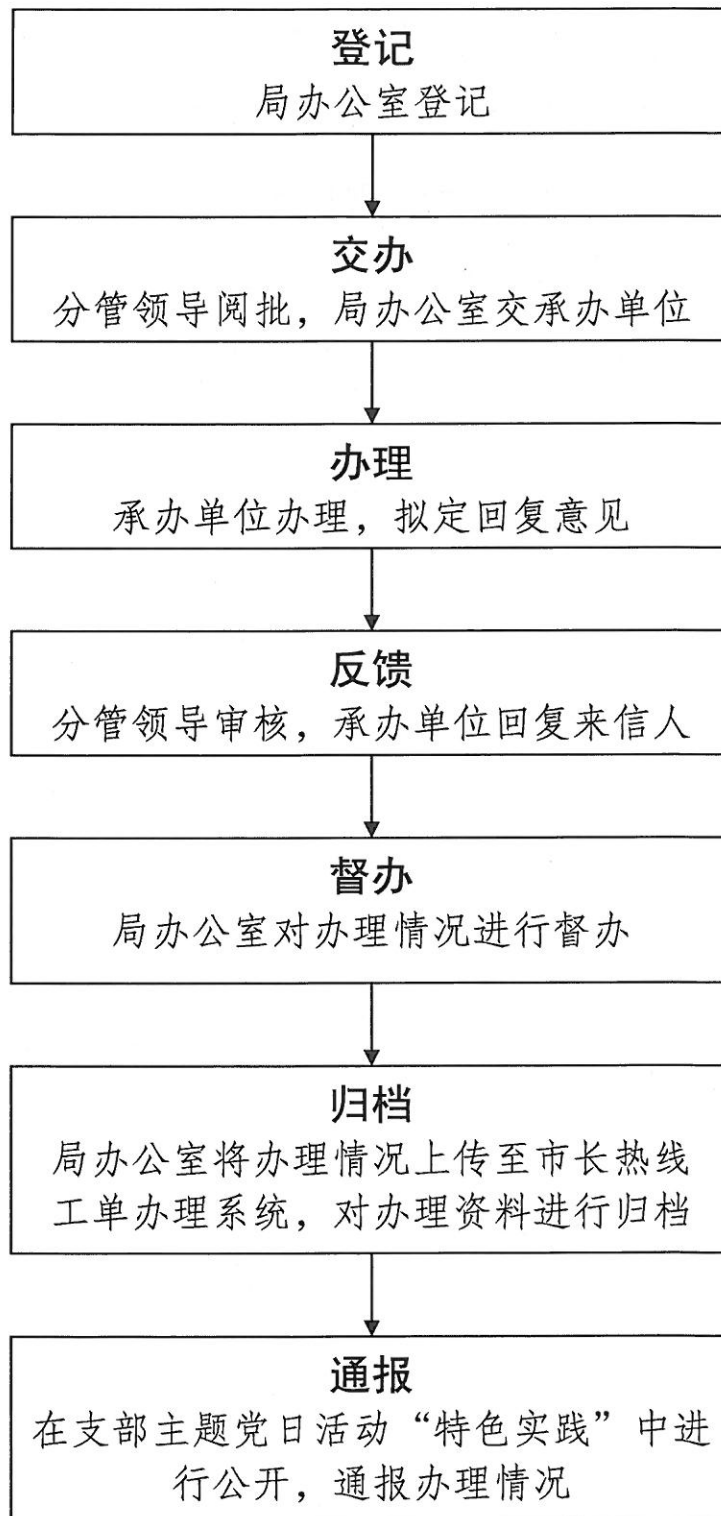 登记
局办公室登记
交办
分管领导阅批，局办公室交承办单位
办理
承办单位办理，拟定回复意见
反馈
分管领导审核，承办单位回复来信人
督办
局办公室对办理情况进行督办
归档
局办公室将办理情况上传至市长热线
工单办理系统，对办理资料进行归档
通报
在支部主题党日活动“特色实践”中进
行公开，通报办理情况